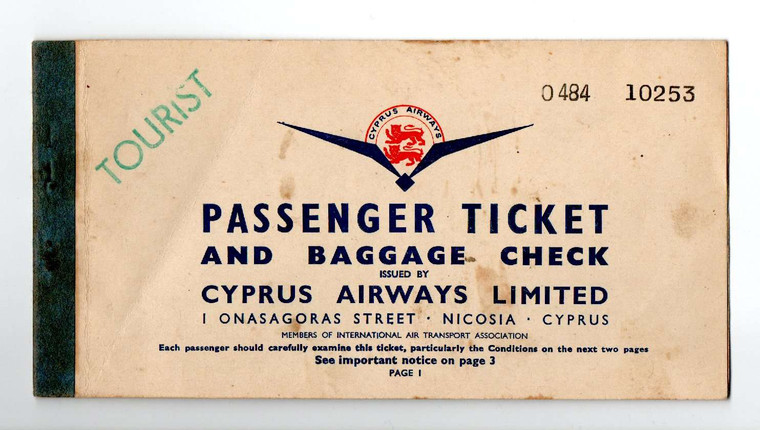 TOURIST
0484 10253
CYPRUS AIRWAYS
PASSENGER TICKET
AND BAGGAGE CHECK
ISSUED BY
CYPRUS AIRWAYS LIMITED
1 ONASAGORAS STREET · NICOSIA · CYPRUS
MEMBERS OF INTERNATIONAL AIR TRANSPORT ASSOCIATION
Each passenger should carefully examine this ticket, particularly the Conditions on the next two pages
See important notice on page 3
PAGE 1